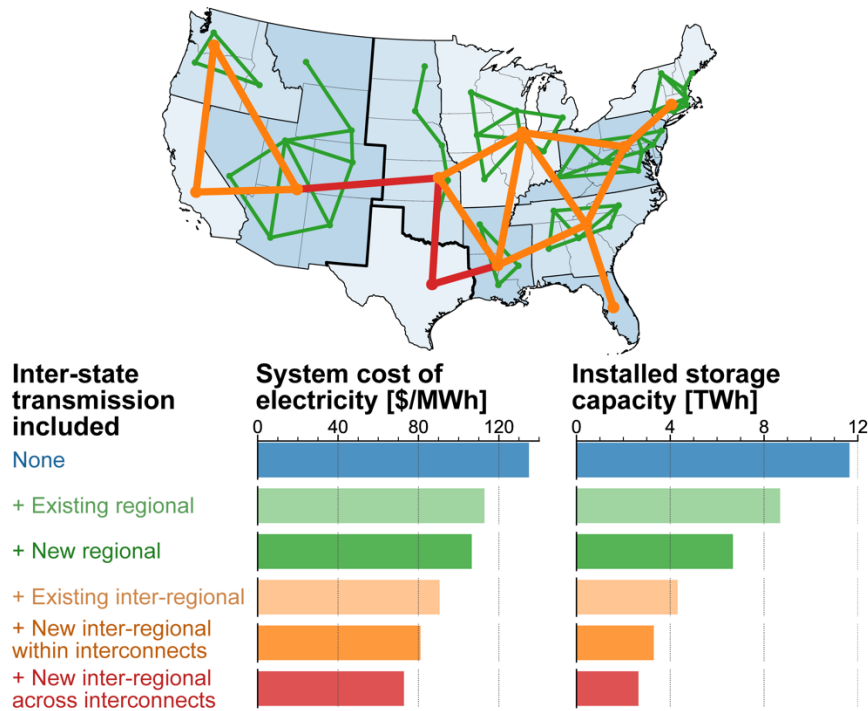 Inter-state
transmission
included
System cost of
electricity [$/MWh]
Installed storage
capacity [TWh]
0 40 80 120
0 4 8 12
None
+ Existing regional
+ New regional
+ Existing inter-regional
+ New inter-regional
within interconnects
+ New inter-regional
across interconnects